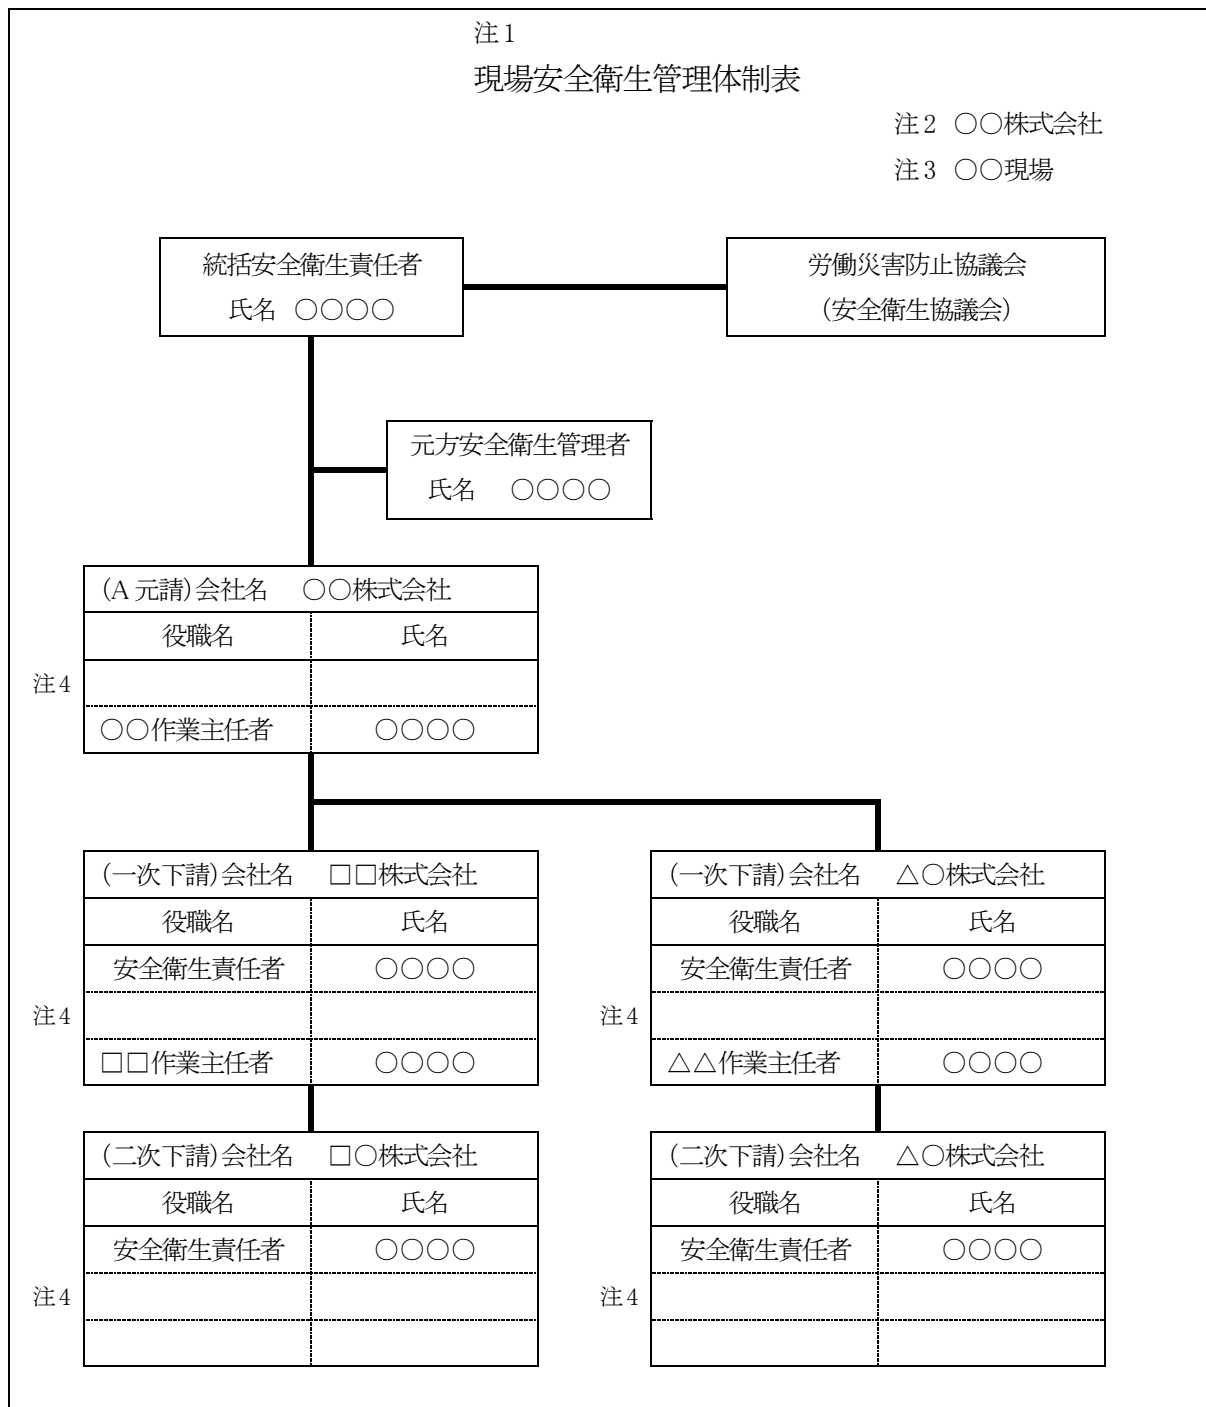 注1
現場安全衛生管理体制表
注2 ○○株式会社
注3 ○○現場
統括安全衛生責任者
氏名 ○○○○
労働災害防止協議会
(安全衛生協議会)
元方安全衛生管理者
氏名 ○○○○
(A 元請)会社名 ○○株式会社
役職名 氏名
注4
○○作業主任者 ○○○○
(一次下請)会社名 □□株式会社
役職名 氏名
安全衛生責任者 ○○○○
注4
□□作業主任者 ○○○○
(一次下請)会社名 △○株式会社
役職名 氏名
安全衛生責任者 ○○○○
注4
△△作業主任者 ○○○○
(二次下請)会社名 □○株式会社
役職名 氏名
安全衛生責任者 ○○○○
注4
(二次下請)会社名 △○株式会社
役職名 氏名
安全衛生責任者 ○○○○
注4